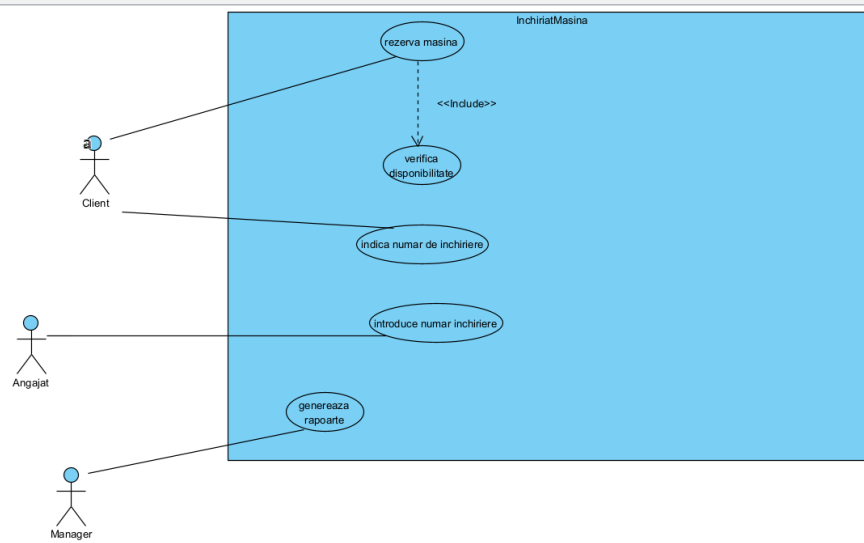 InchiriatMasina
rezerva masina
<<Include>>
a
verifica
disponibilitate
Client
indica numar de inchiriere
introduce numar inchiriere
Angajat
genereaza
rapoarte
Manager